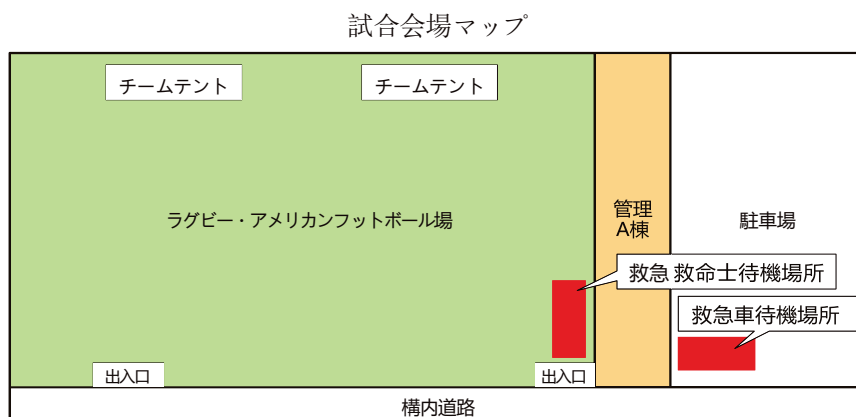 試合会場マップ
チームテント
チームテント
ラグビー・アメリカンフットボール場
管理
A棟
駐車場
救急 救命士待機場所
救急車待機場所
出入口
出入口
構内道路